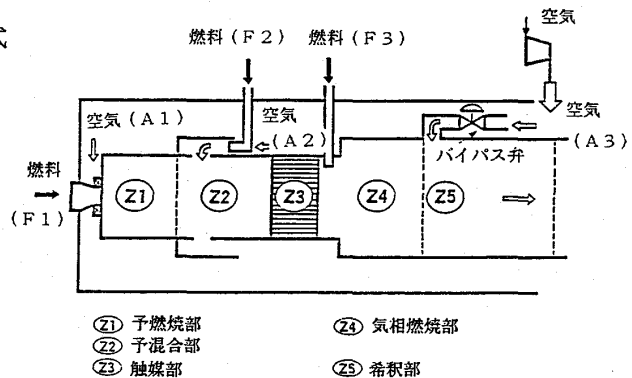 式
空気
燃料(F2) 燃料(F3)
空気(A1)
空気
(A2)
空気
(A3)
バイパス弁
燃料
(F1)
Z1 Z2 Z3 Z4 Z5
Z1 予燃焼部 Z4 気相燃焼部
Z2 予混合部
Z3 触媒部 Z5 希釈部